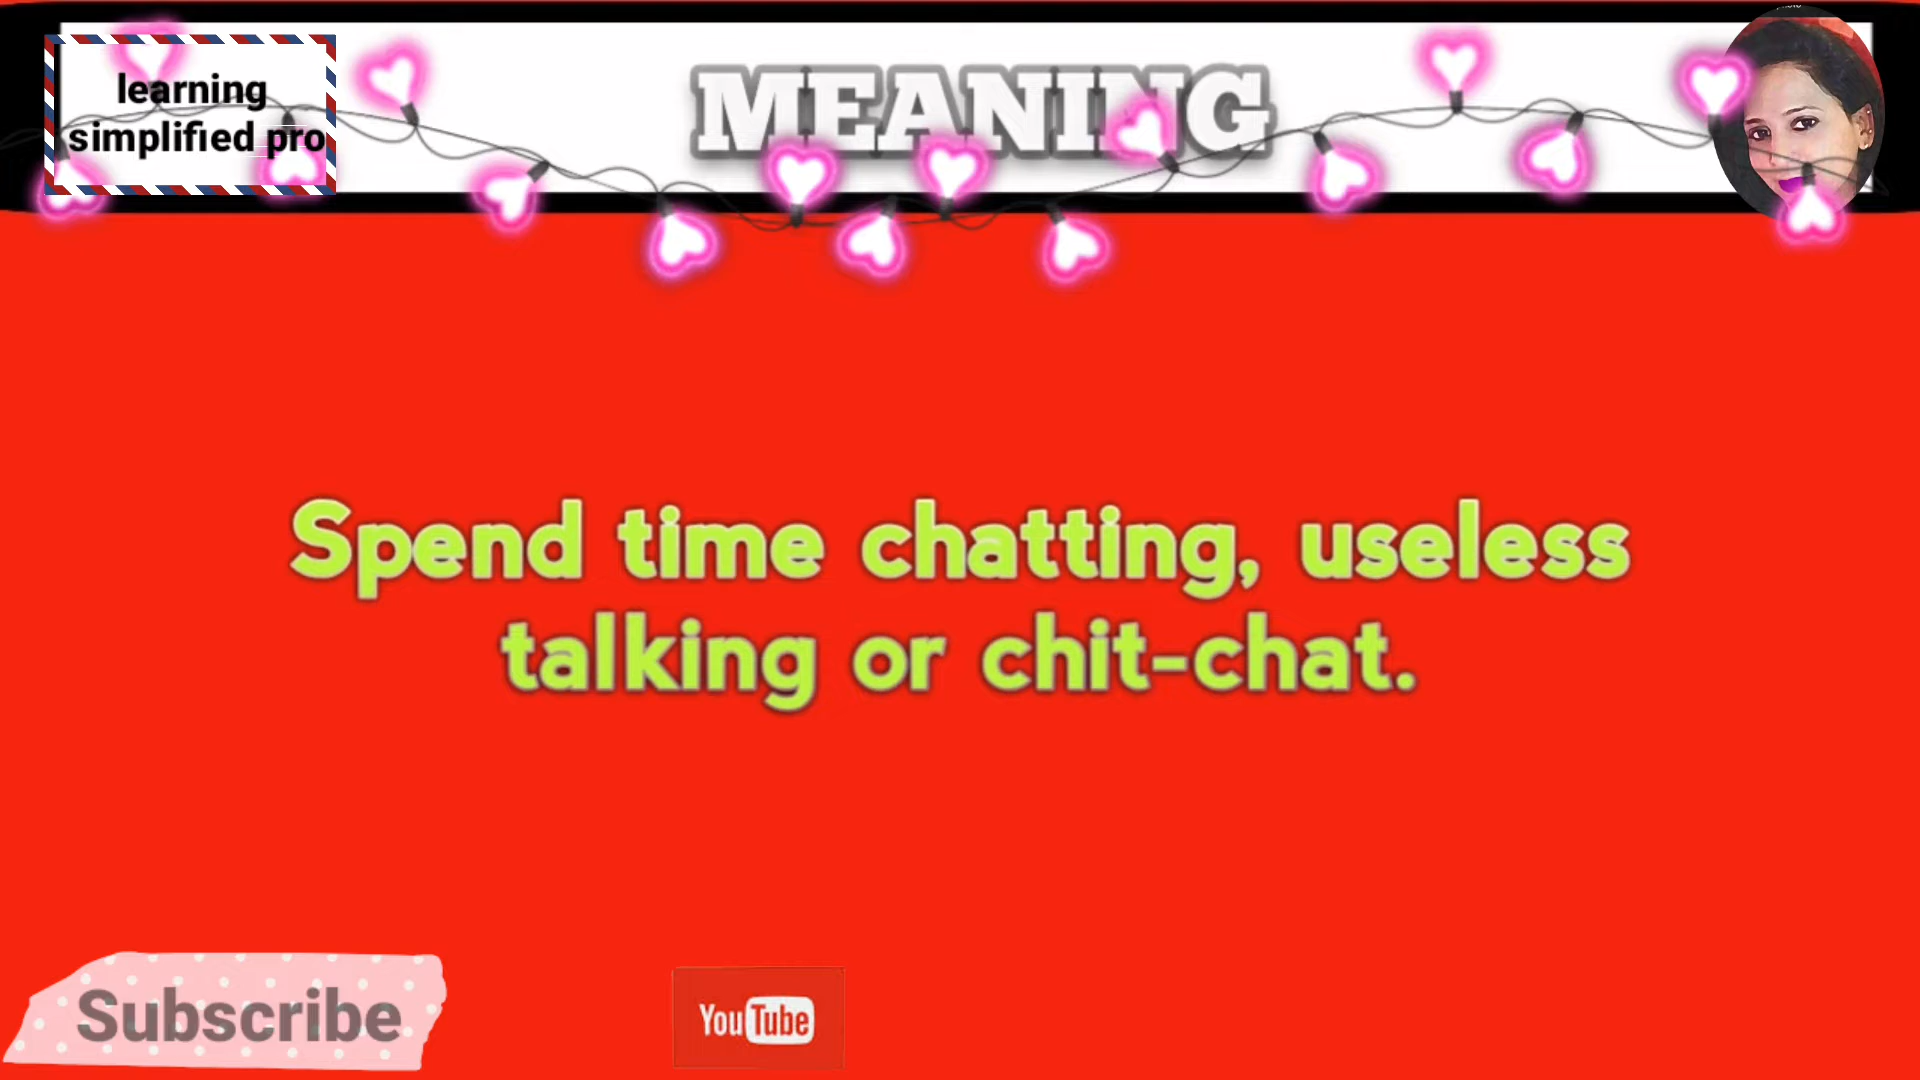 learning
simplified pro
MEANING
Spend time chatting, useless
talking or chit-chat.
Subscribe
YouTube